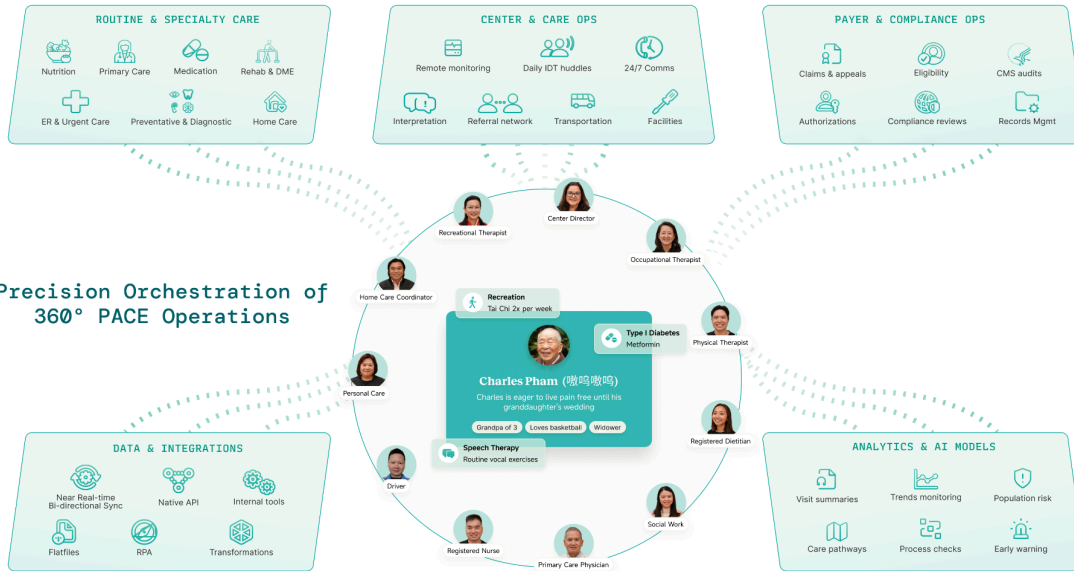 ROUTINE & SPECIALTY CARE
Nutrition
Primary Care
Medication
Rehab & DME
ER & Urgent Care
Preventative & Diagnostic
Home Care
CENTER & CARE OPS
Remote monitoring
Daily IDT huddles
24/7 Comms
Interpretation
Referral network
Transportation
Facilities
PAYER & COMPLIANCE OPS
Claims & appeals
Eligibility
CMS audits
Authorizations
Compliance reviews
Records Mgmt
Precision Orchestration of
360° PACE Operations
Center Director
Recreational Therapist
Occupational Therapist
Home Care Coordinator
Physical Therapist
Personal Care
Registered Dietitian
Driver
Social Work
Registered Nurse
Primary Care Physician
Recreation
Tai Chi 2x per week
Type I Diabetes
Metformin
Charles Pham (嗷呜嗷呜)
Charles is eager to live pain free until his
granddaughter's wedding
Grandpa of 3
Loves basketball
Widower
Speech Therapy
Routine vocal exercises
DATA & INTEGRATIONS
Near Real-time
Bi-directional Sync
Native API
Internal tools
Flatfiles
RPA
Transformations
ANALYTICS & AI MODELS
Visit summaries
Trends monitoring
Population risk
Care pathways
Process checks
Early warning